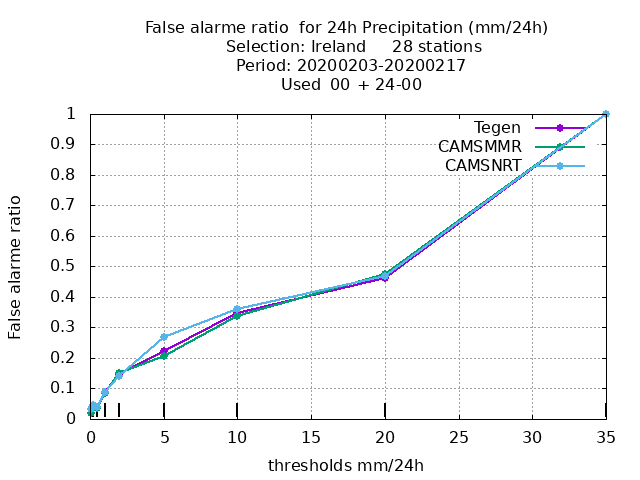 False alarme ratio  for 24h Precipitation (mm/24h)
Selection: Ireland     28 stations
Period: 20200203-20200217
Used  00 + 24-00
1
0.9
0.8
0.7
0.6
0.5
0.4
0.3
0.2
0.1
0
False alarme ratio
Tegen
CAMSMMR
CAMSNRT
0 5 10 15 20 25 30 35
thresholds mm/24h